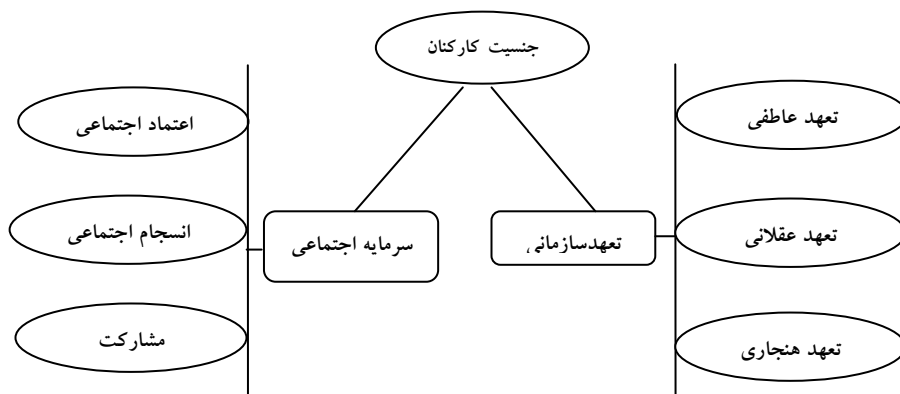 جنسیت کارکنان
تعهد عاطفی
اعتماد اجتماعی
تعهد عقلانی
تعهدسازمانی
سرمایه اجتماعی
انسجام اجتماعی
تعهد هنجاری
مشارکت